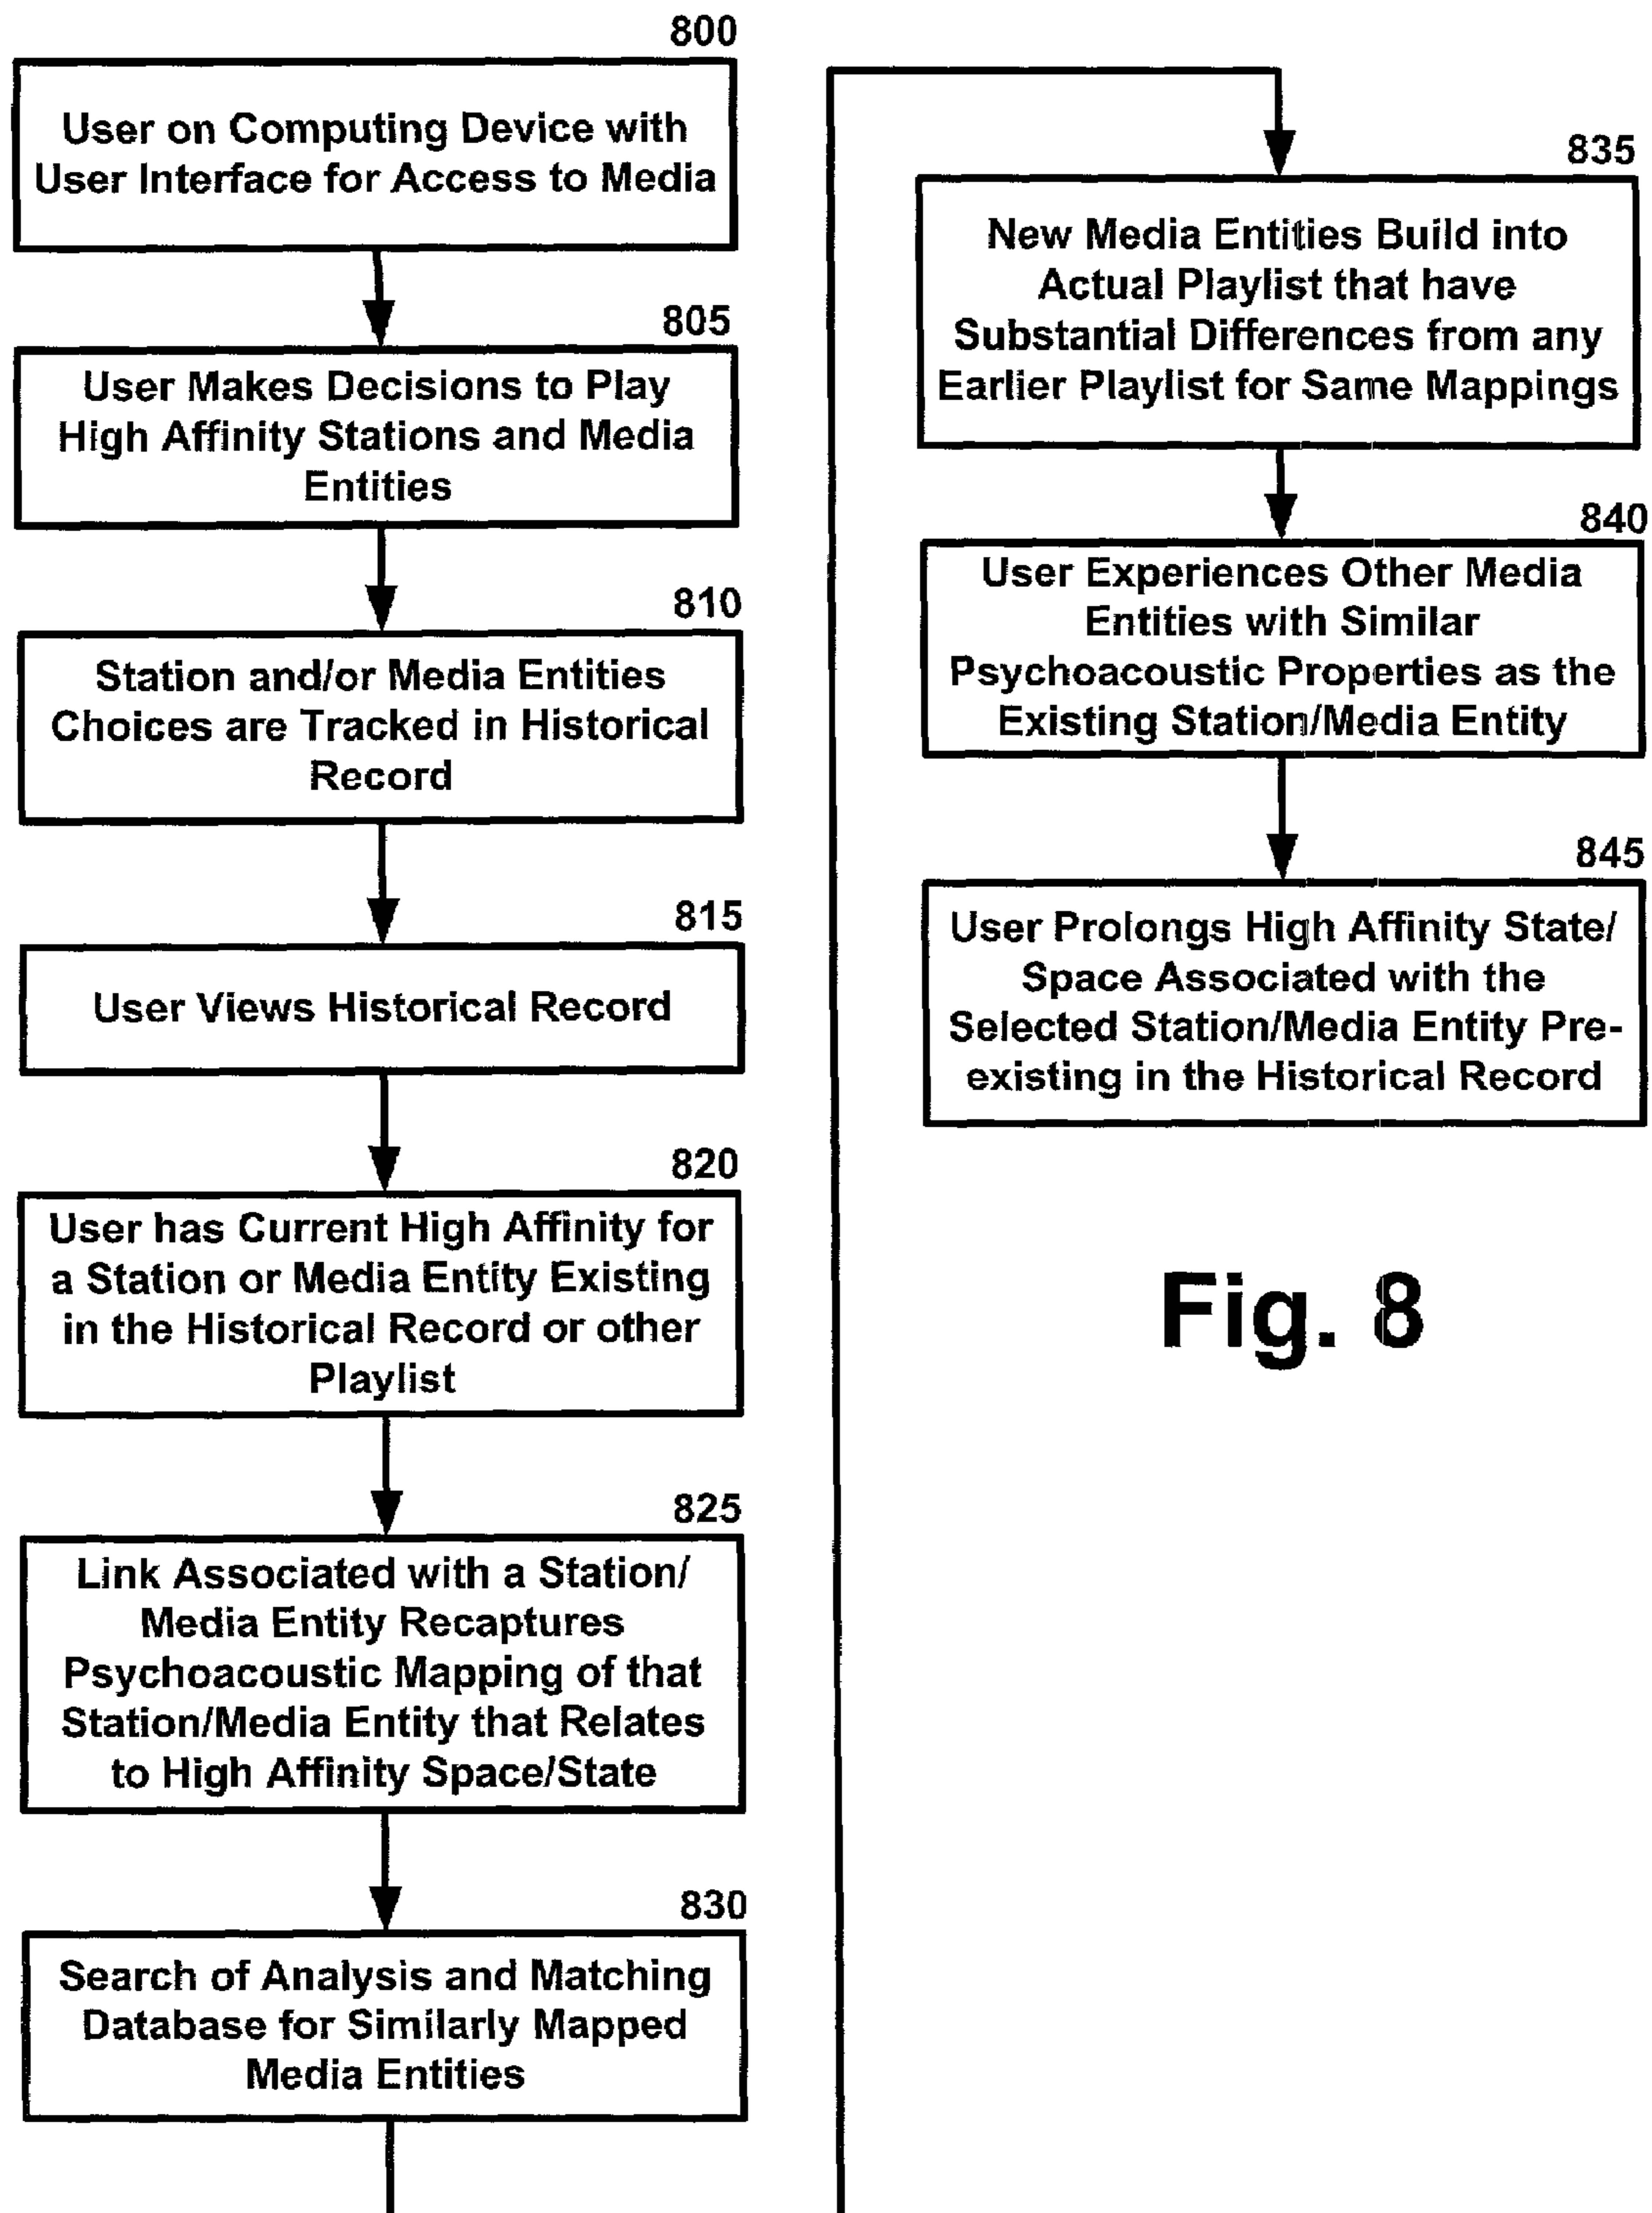 800
User on Computing Device with
User Interface for Access to Media
805
User Makes Decisions to Play
High Affinity Stations and Media
Entities
810
Station and/or Media Entities
Choices are Tracked in Historical
Record
815
User Views Historical Record
820
User has Current High Affinity for
a Station or Media Entity Existing
in the Historical Record or other
Playlist
825
Link Associated with a Station/
Media Entity Recaptures
Psychoacoustic Mapping of that
Station/Media Entity that Relates
to High Affinity Space/State
830
Search of Analysis and Matching
Database for Similarly Mapped
Media Entities
835
New Media Entities Build into
Actual Playlist that have
Substantial Differences from any
Earlier Playlist for Same Mappings
840
User Experiences Other Media
Entities with Similar
Psychoacoustic Properties as the
Existing Station/Media Entity
845
User Prolongs High Affinity State/
Space Associated with the
Selected Station/Media Entity Pre-
existing in the Historical Record
Fig. 8